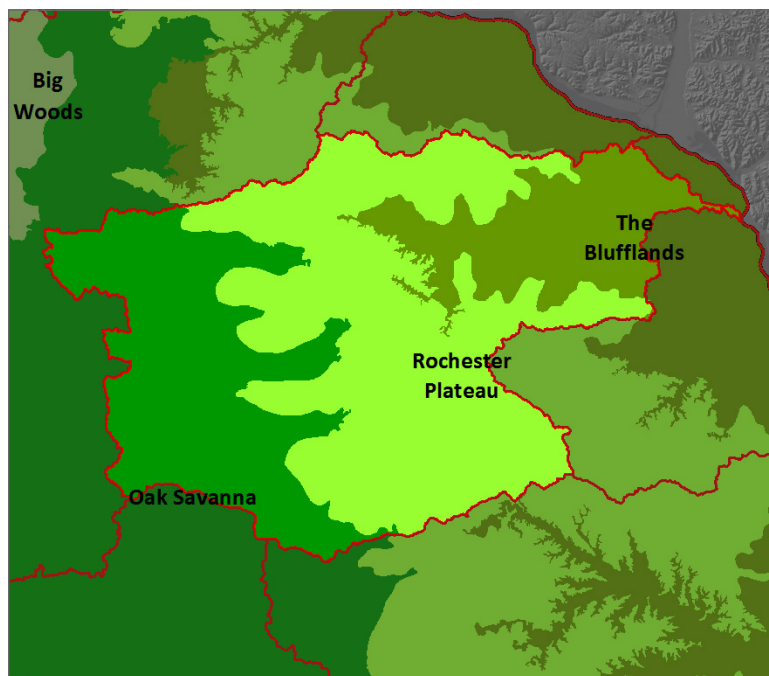 Big
Woods
The
Blufflands
Rochester
Plateau
Oak Savanna